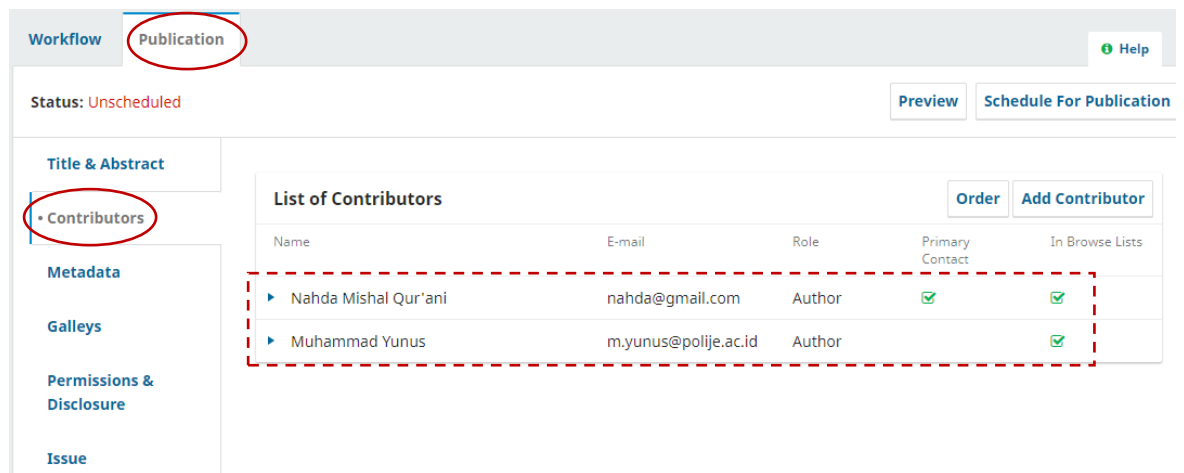 Workflow Publication
Help
Status: Unscheduled
Preview Schedule For Publication
Title & Abstract
• Contributors
Metadata
Galleys
Permissions &
Disclosure
Issue
List of Contributors Order Add Contributor
Name E-mail Role Primary Contact In Browse Lists
Nahda Mishal Qur'ani nahda@gmail.com Author
Muhammad Yunus m.yunus@polije.ac.id Author